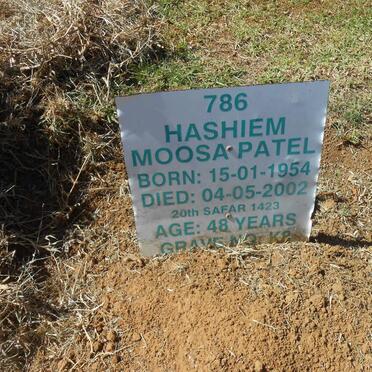 786
HASHIEM
MOOSA PATEL
BORN: 15-01-1954
DIED: 04-05-2002
20th SAFAR 1423
AGE: 48 YEARS
GRAVE NO: